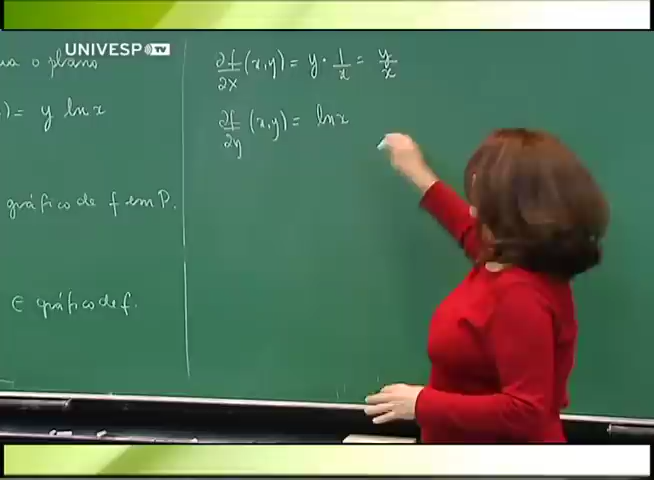 UNIVESP TV
o plano
)= y ln x
gráfico de f em P.
∈ gráfico de f.
∂f/∂x (x,y) = y · 1/x = y/x
∂f/∂y (x,y) = ln x